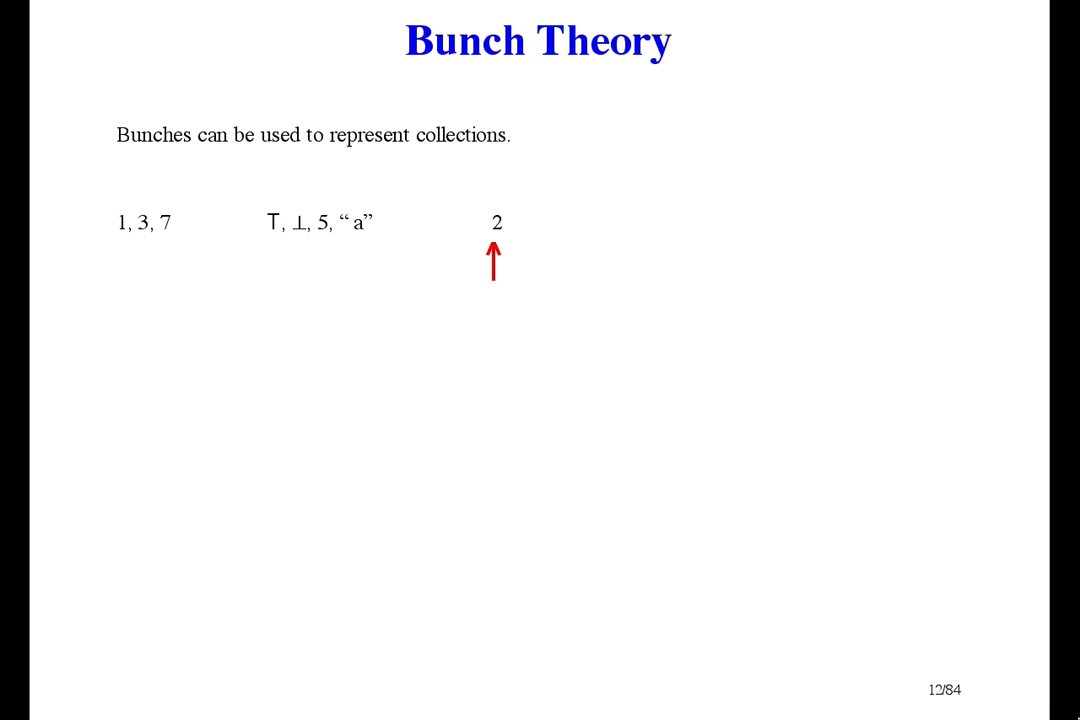 Bunch Theory
Bunches can be used to represent collections.
1, 3, 7 ⊤, ⊥, 5, “a” 2
12/84